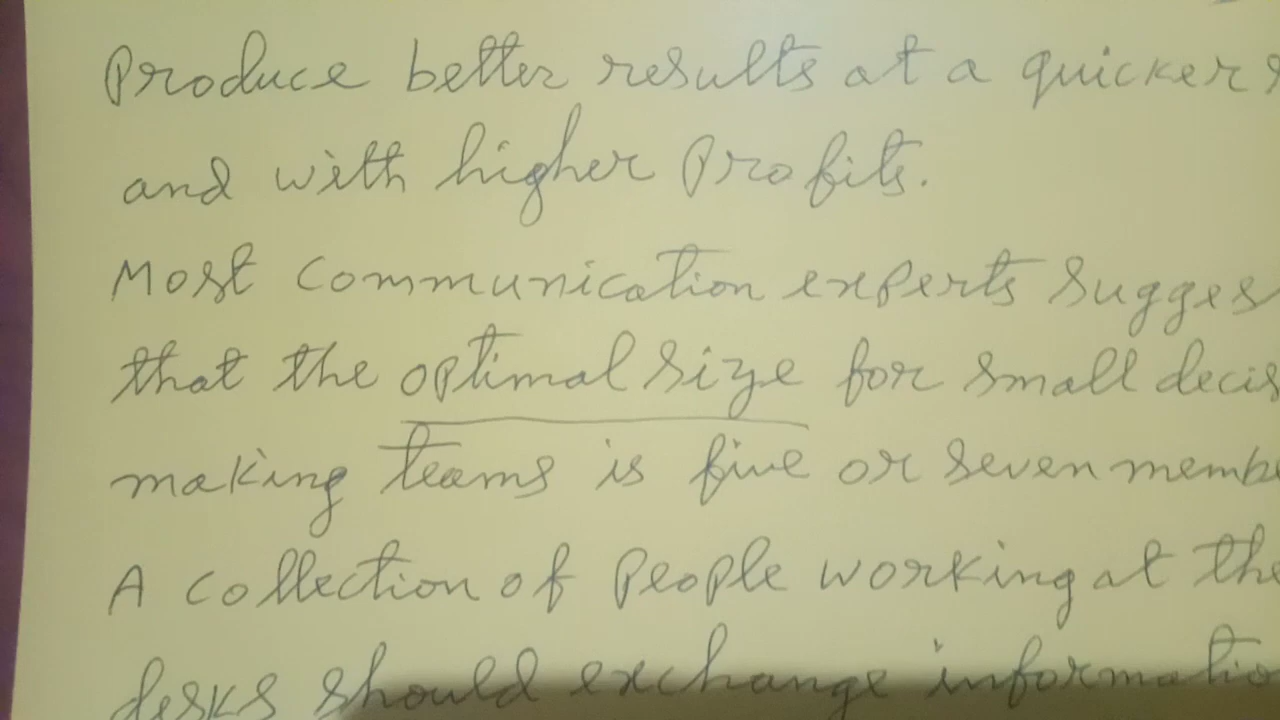 Produce better results at a quicker s
and with higher Profits.
Most Communication experts Sugges
that the optimal Size for small decis
making teams is five or seven membe
A collection of People working at the
desks should exchange informatio